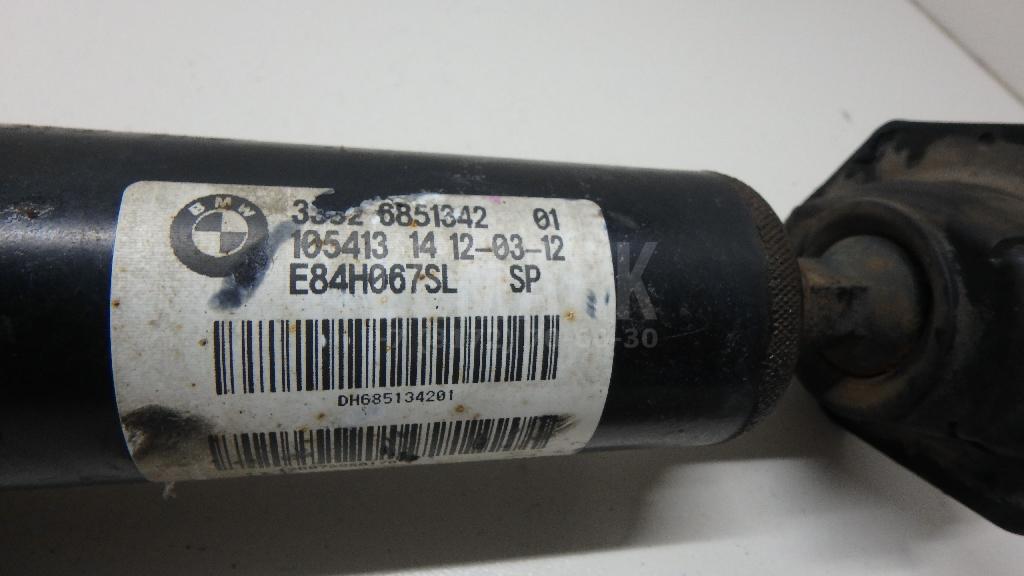 BMW
3352 6851342 01
105413 14 12-03-12
E84H067SL SP
DH685134201